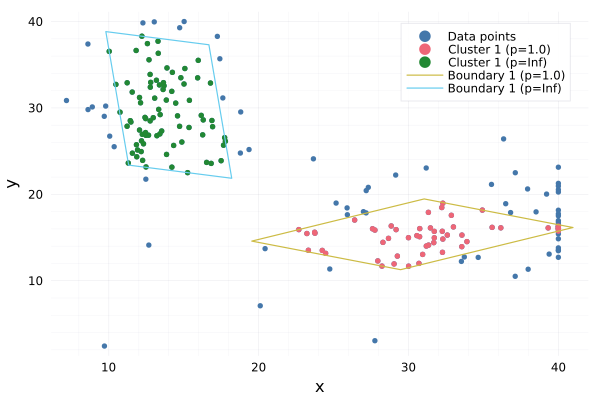 40
30
20
10
y
10
20
30
40
x
Data points
Cluster 1 (p=1.0)
Cluster 1 (p=Inf)
Boundary 1 (p=1.0)
Boundary 1 (p=Inf)